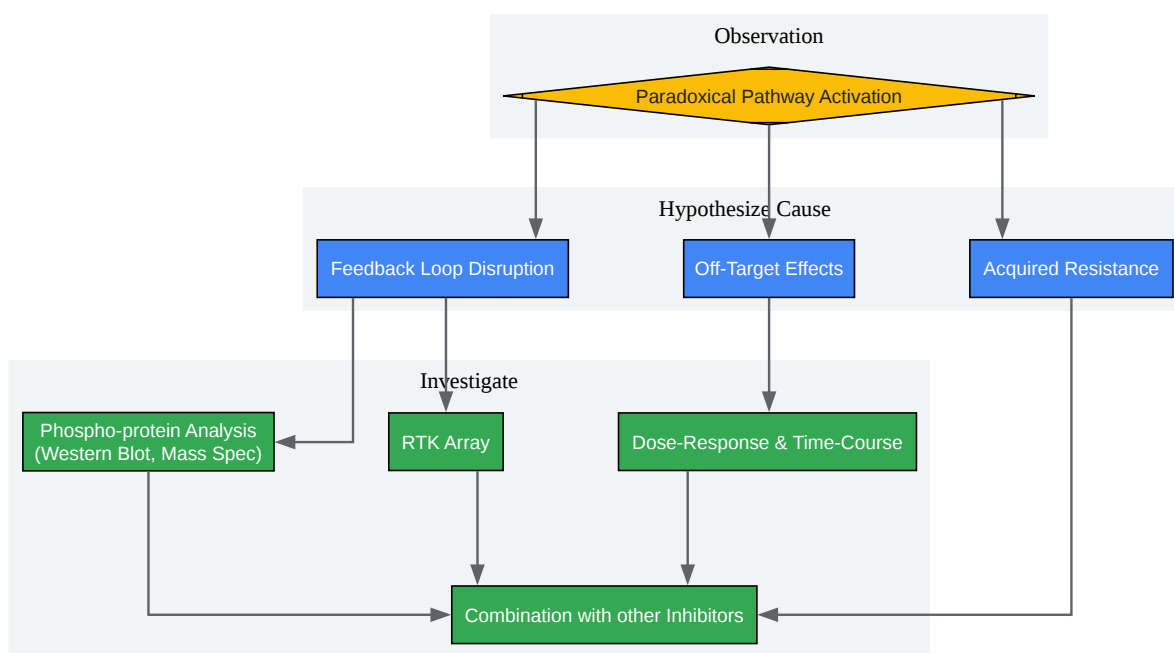 Observation
Paradoxical Pathway Activation
Hypothesize Cause
Feedback Loop Disruption
Off-Target Effects
Acquired Resistance
Investigate
Phospho-protein Analysis
(Western Blot, Mass Spec)
RTK Array
Dose-Response & Time-Course
Combination with other Inhibitors